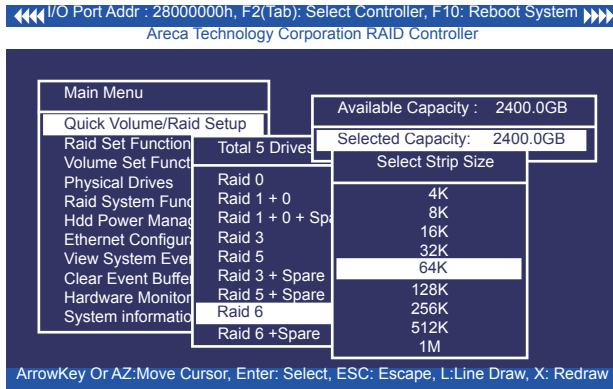 I/O Port Addr : 28000000h, F2(Tab): Select Controller, F10: Reboot System
Areca Technology Corporation RAID Controller
Main Menu
Quick Volume/Raid Setup
Raid Set Function
Volume Set Funct
Physical Drives
Raid System Func
Hdd Power Manag
Ethernet Configura
View System Even
Clear Event Buffer
Hardware Monitor
System informatio
Total 5 Drives
Raid 0
Raid 1 + 0
Raid 1 + 0 + Spa
Raid 3
Raid 5
Raid 3 + Spare
Raid 5 + Spare
Raid 6
Raid 6 +Spare
Available Capacity : 2400.0GB
Selected Capacity: 2400.0GB
Select Strip Size
4K
8K
16K
32K
64K
128K
256K
512K
1M
ArrowKey Or AZ:Move Cursor, Enter: Select, ESC: Escape, L:Line Draw, X: Redraw